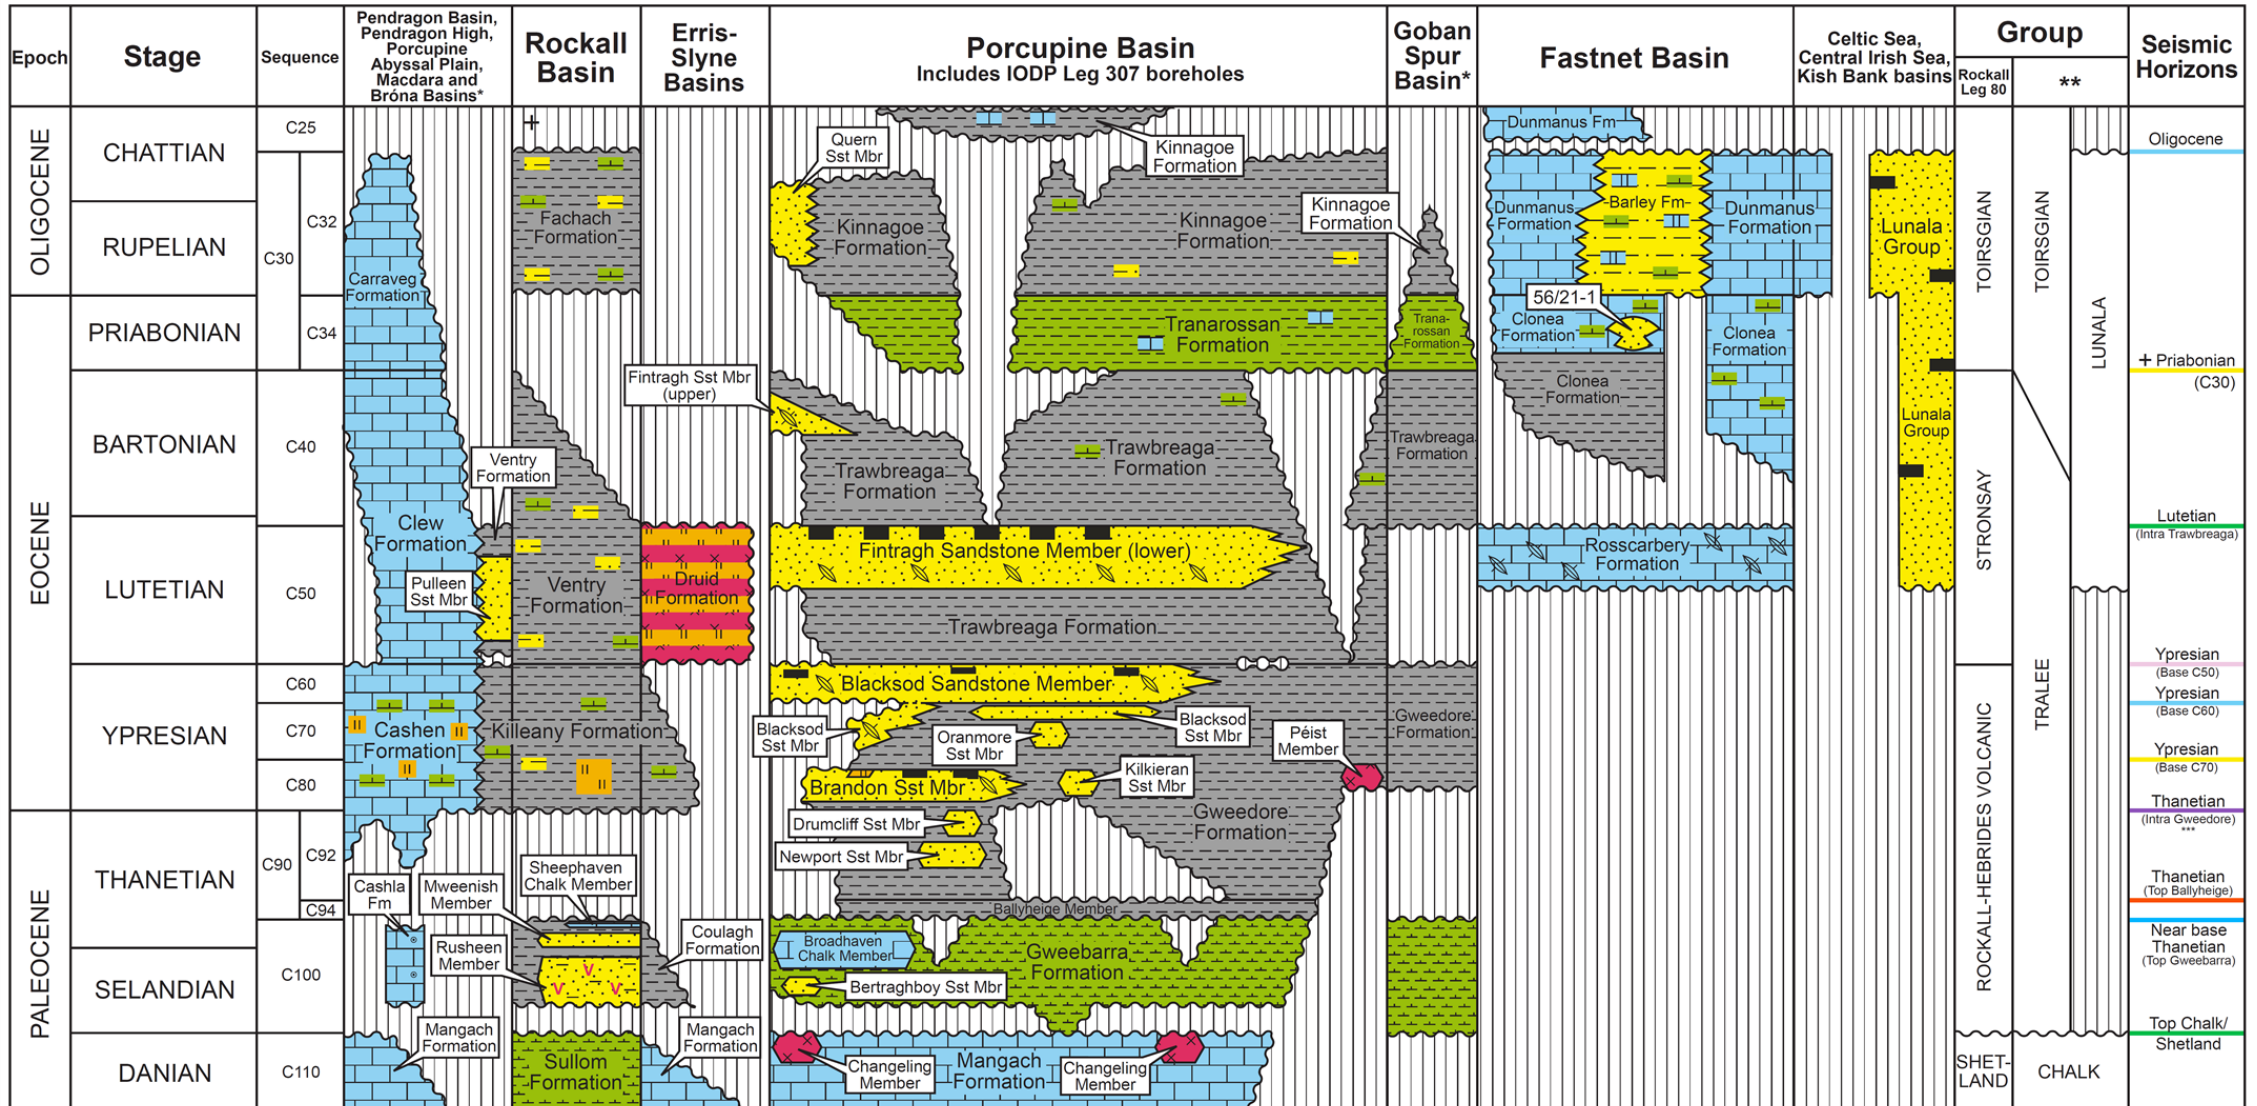 Epoch
Stage
Sequence
Pendragon Basin,
Pendragon High,
Porcupine
Abyssal Plain,
Macdara and
Bróna Basins*
Rockall
Basin
Erris-
Slyne
Basins
Porcupine Basin
Includes IODP Leg 307 boreholes
Goban
Spur
Basin*
Fastnet Basin
Celtic Sea,
Central Irish Sea,
Kish Bank basins
Group
Rockall
Leg 80
**
Seismic
Horizons
OLIGOCENE
EOCENE
PALEOCENE
CHATTIAN
RUPELIAN
PRIABONIAN
BARTONIAN
LUTETIAN
YPRESIAN
THANETIAN
SELANDIAN
DANIAN
C25
C30
C32
C34
C40
C50
C60
C70
C80
C90
C92
C94
C100
C110
Carraveg
Formation
Clew
Formation
Ventry
Formation
Pulleen
Sst Mbr
Cashen
Formation
Cashla
Fm
Mweenish
Member
Rusheen
Member
Mangach
Formation
+
Fachach
Formation
Ventry
Formation
Killeany Formation
Sheephaven
Chalk Member
Sullom
Formation
Druid
Formation
Coulagh
Formation
Mangach
Formation
Fintragh Sst Mbr
(upper)
Quern
Sst Mbr
Kinnagoe
Formation
Kinnagoe
Formation
Kinnagoe
Formation
Kinnagoe
Formation
Tranarossan
Formation
Trawbreaga
Formation
Trawbreaga
Formation
Fintragh Sandstone Member (lower)
Trawbreaga Formation
Blacksod Sandstone Member
Blacksod
Sst Mbr
Oranmore
Sst Mbr
Blacksod
Sst Mbr
Péist
Member
Brandon Sst Mbr
Kilkieran
Sst Mbr
Drumcliff Sst Mbr
Newport Sst Mbr
Gweedore
Formation
Ballyheige Member
Broadhaven
Chalk Member
Gweebarra
Formation
Bertraghboy Sst Mbr
Changeling
Member
Mangach
Formation
Changeling
Member
Trana-
rossan
Formation
Trawbreaga
Formation
Gweedore
Formation
Dunmanus Fm
Dunmanus
Formation
Barley Fm
Dunmanus
Formation
56/21-1
Clonea
Formation
Clonea
Formation
Clonea
Formation
Rosscarbery
Formation
Lunala
Group
Lunala
Group
TOIRSGIAN
STRONSAY
ROCKALL-HEBRIDES VOLCANIC
SHET-
LAND
TOIRSGIAN
TRALEE
LUNALA
CHALK
Oligocene
+ Priabonian
(C30)
Lutetian
(Intra Trawbreaga)
Ypresian
(Base C50)
Ypresian
(Base C60)
Ypresian
(Base C70)
Thanetian
(Intra Gweedore)
***
Thanetian
(Top Ballyheige)
Near base
Thanetian
(Top Gweebarra)
Top Chalk/
Shetland